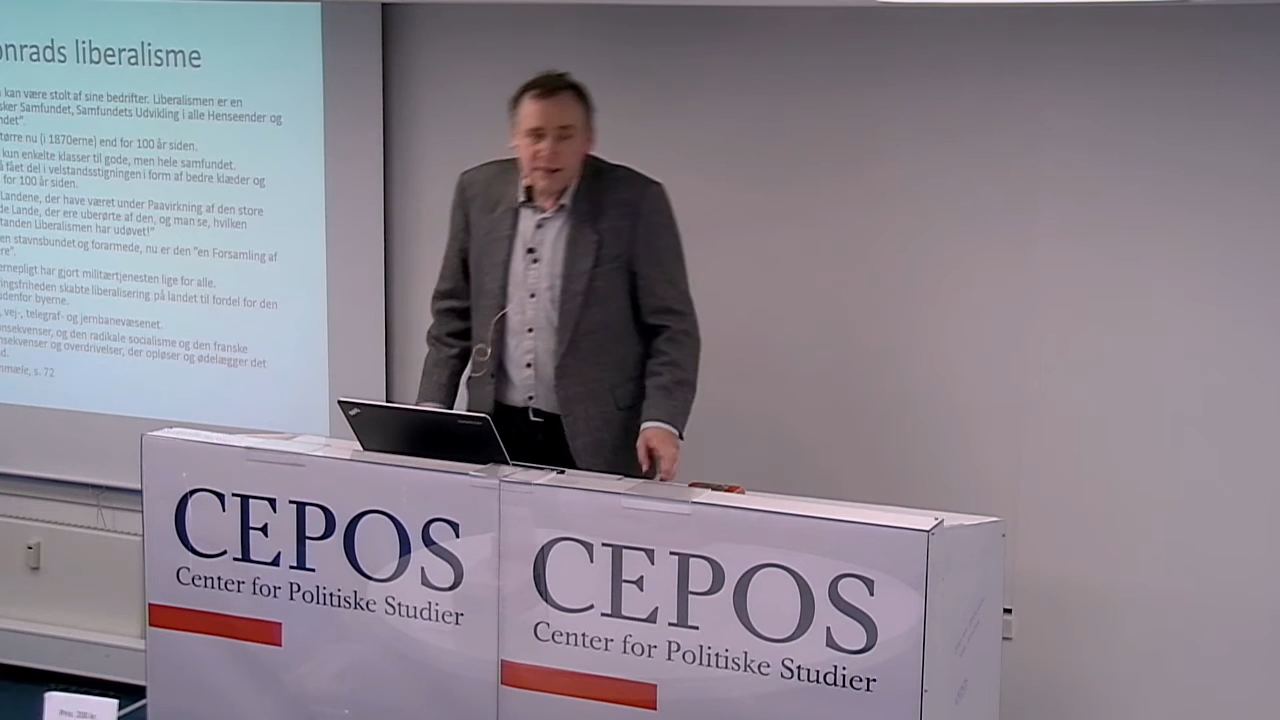 onrads liberalisme
kan være stolt af sine bedrifter. Liberalismen er en
sker Samfundet, Samfundets Udvikling i alle Henseender og
ndet".
tørre nu (i 1870erne) end for 100 år siden.
kun enkelte klasser til gode, men hele samfundet.
å fået del i velstandsstigningen i form af bedre klæder og
for 100 år siden.
Landene, der have været under Paavirkning af den store
de Lande, der ere uberørte af den, og man se, hvilken
tanden Liberalismen har udøvet!"
en stavnsbundet og forarmede, nu er den "en Forsamling af
re".
ernepligt har gjort militærtjenesten lige for alle.
ingsfriheden skabte liberalisering på landet til fordel for den
udenfor byerne.
, vej-, telegraf- og jernbanevæsenet.
onsekvenser, og den radikale socialisme og den franske
nsekvenser og overdrivelser, der opløser og ødelægger det
d.
nmæle, s. 72
CEPOS
Center for Politiske Studier
CEPOS
Center for Politiske Studier